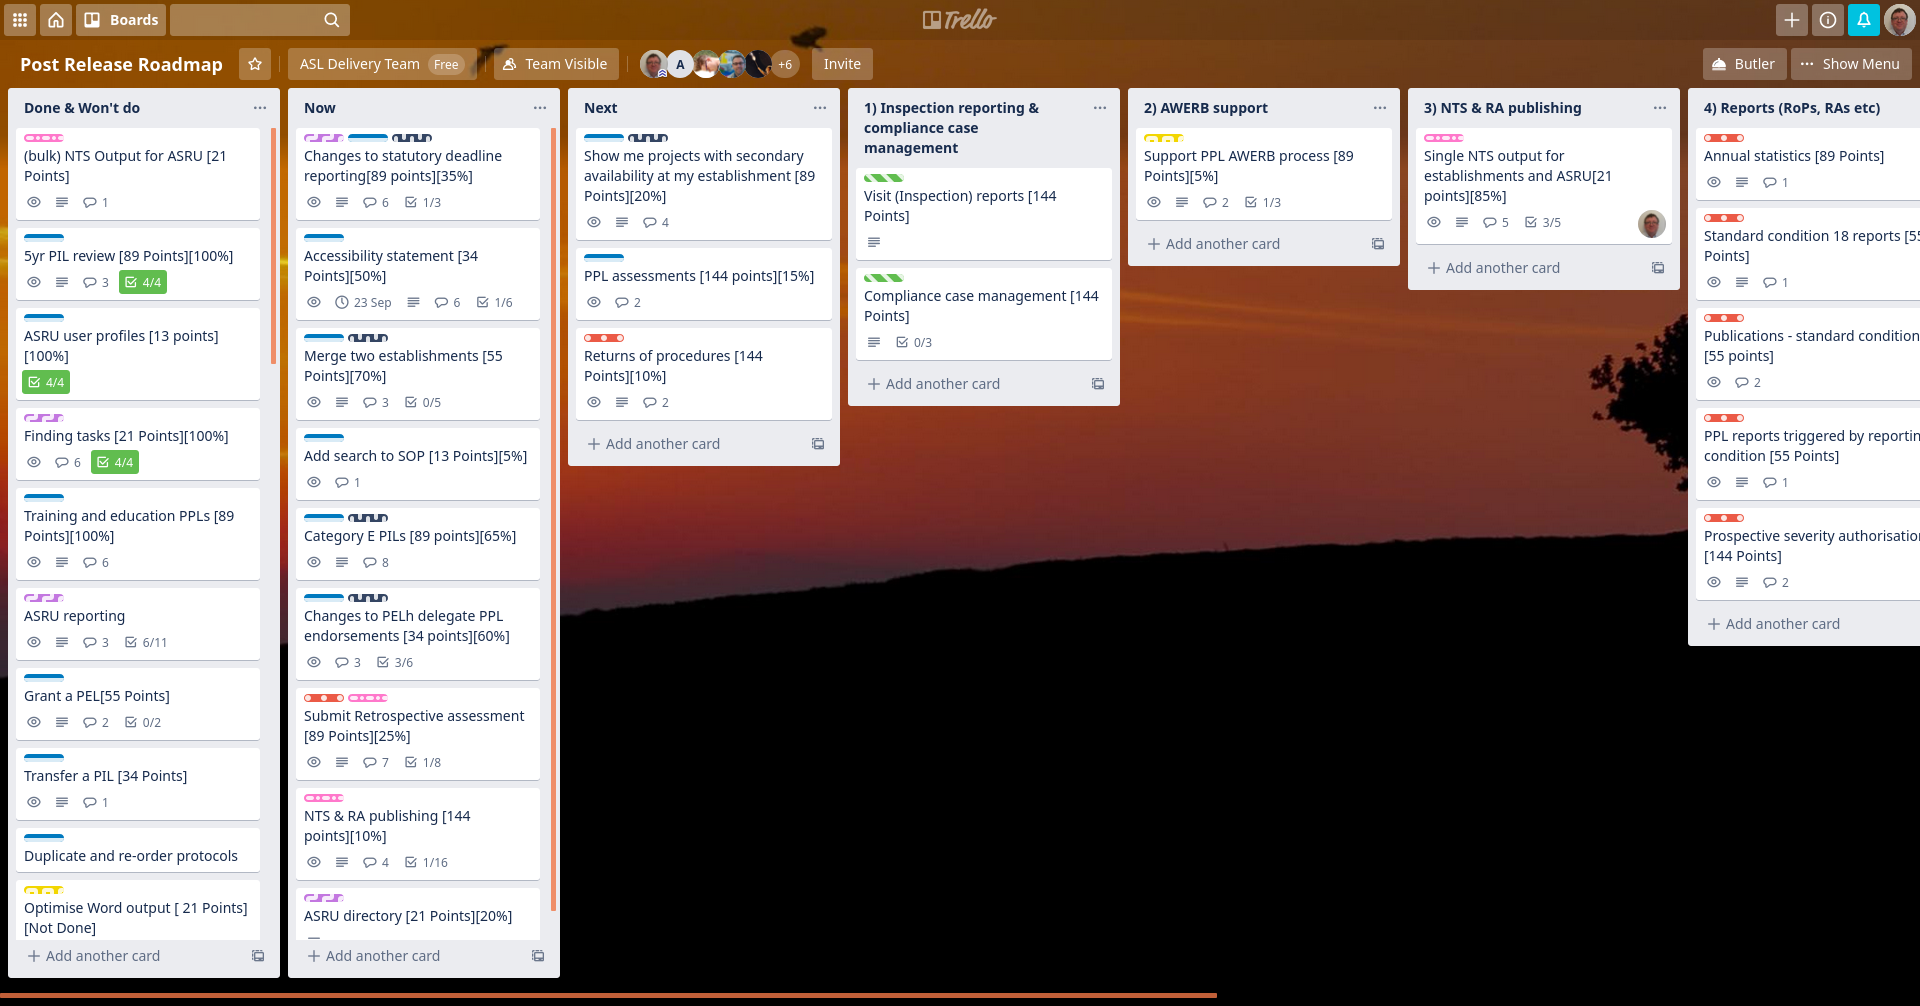 Boards
Trello
Post Release Roadmap
ASL Delivery Team Free
Team Visible
A
+6
Invite
Butler
Show Menu
Done & Won't do
(bulk) NTS Output for ASRU [21
Points]
1
5yr PIL review [89 Points][100%]
3 4/4
ASRU user profiles [13 points]
[100%]
4/4
Finding tasks [21 Points][100%]
6 4/4
Training and education PPLs [89
Points][100%]
6
ASRU reporting
3 6/11
Grant a PEL[55 Points]
2 0/2
Transfer a PIL [34 Points]
1
Duplicate and re-order protocols
Optimise Word output [ 21 Points]
[Not Done]
Add another card
Now
Changes to statutory deadline
reporting[89 points][35%]
6 1/3
Accessibility statement [34
Points][50%]
23 Sep 6 1/6
Merge two establishments [55
Points][70%]
3 0/5
Add search to SOP [13 Points][5%]
1
Category E PILs [89 points][65%]
8
Changes to PELh delegate PPL
endorsements [34 points][60%]
3 3/6
Submit Retrospective assessment
[89 Points][25%]
7 1/8
NTS & RA publishing [144
points][10%]
4 1/16
ASRU directory [21 Points][20%]
Add another card
Next
Show me projects with secondary
availability at my establishment [89
Points][20%]
4
PPL assessments [144 points][15%]
2
Returns of procedures [144
Points][10%]
2
Add another card
1) Inspection reporting &
compliance case
management
Visit (Inspection) reports [144
Points]
Compliance case management [144
Points]
0/3
Add another card
2) AWERB support
Support PPL AWERB process [89
Points][5%]
2 1/3
Add another card
3) NTS & RA publishing
Single NTS output for
establishments and ASRU[21
points][85%]
5 3/5
Add another card
4) Reports (RoPs, RAs etc)
Annual statistics [89 Points]
1
Standard condition 18 reports [55
Points]
1
Publications - standard condition
[55 points]
2
PPL reports triggered by reportin
condition [55 Points]
1
Prospective severity authorisatio
[144 Points]
2
Add another card